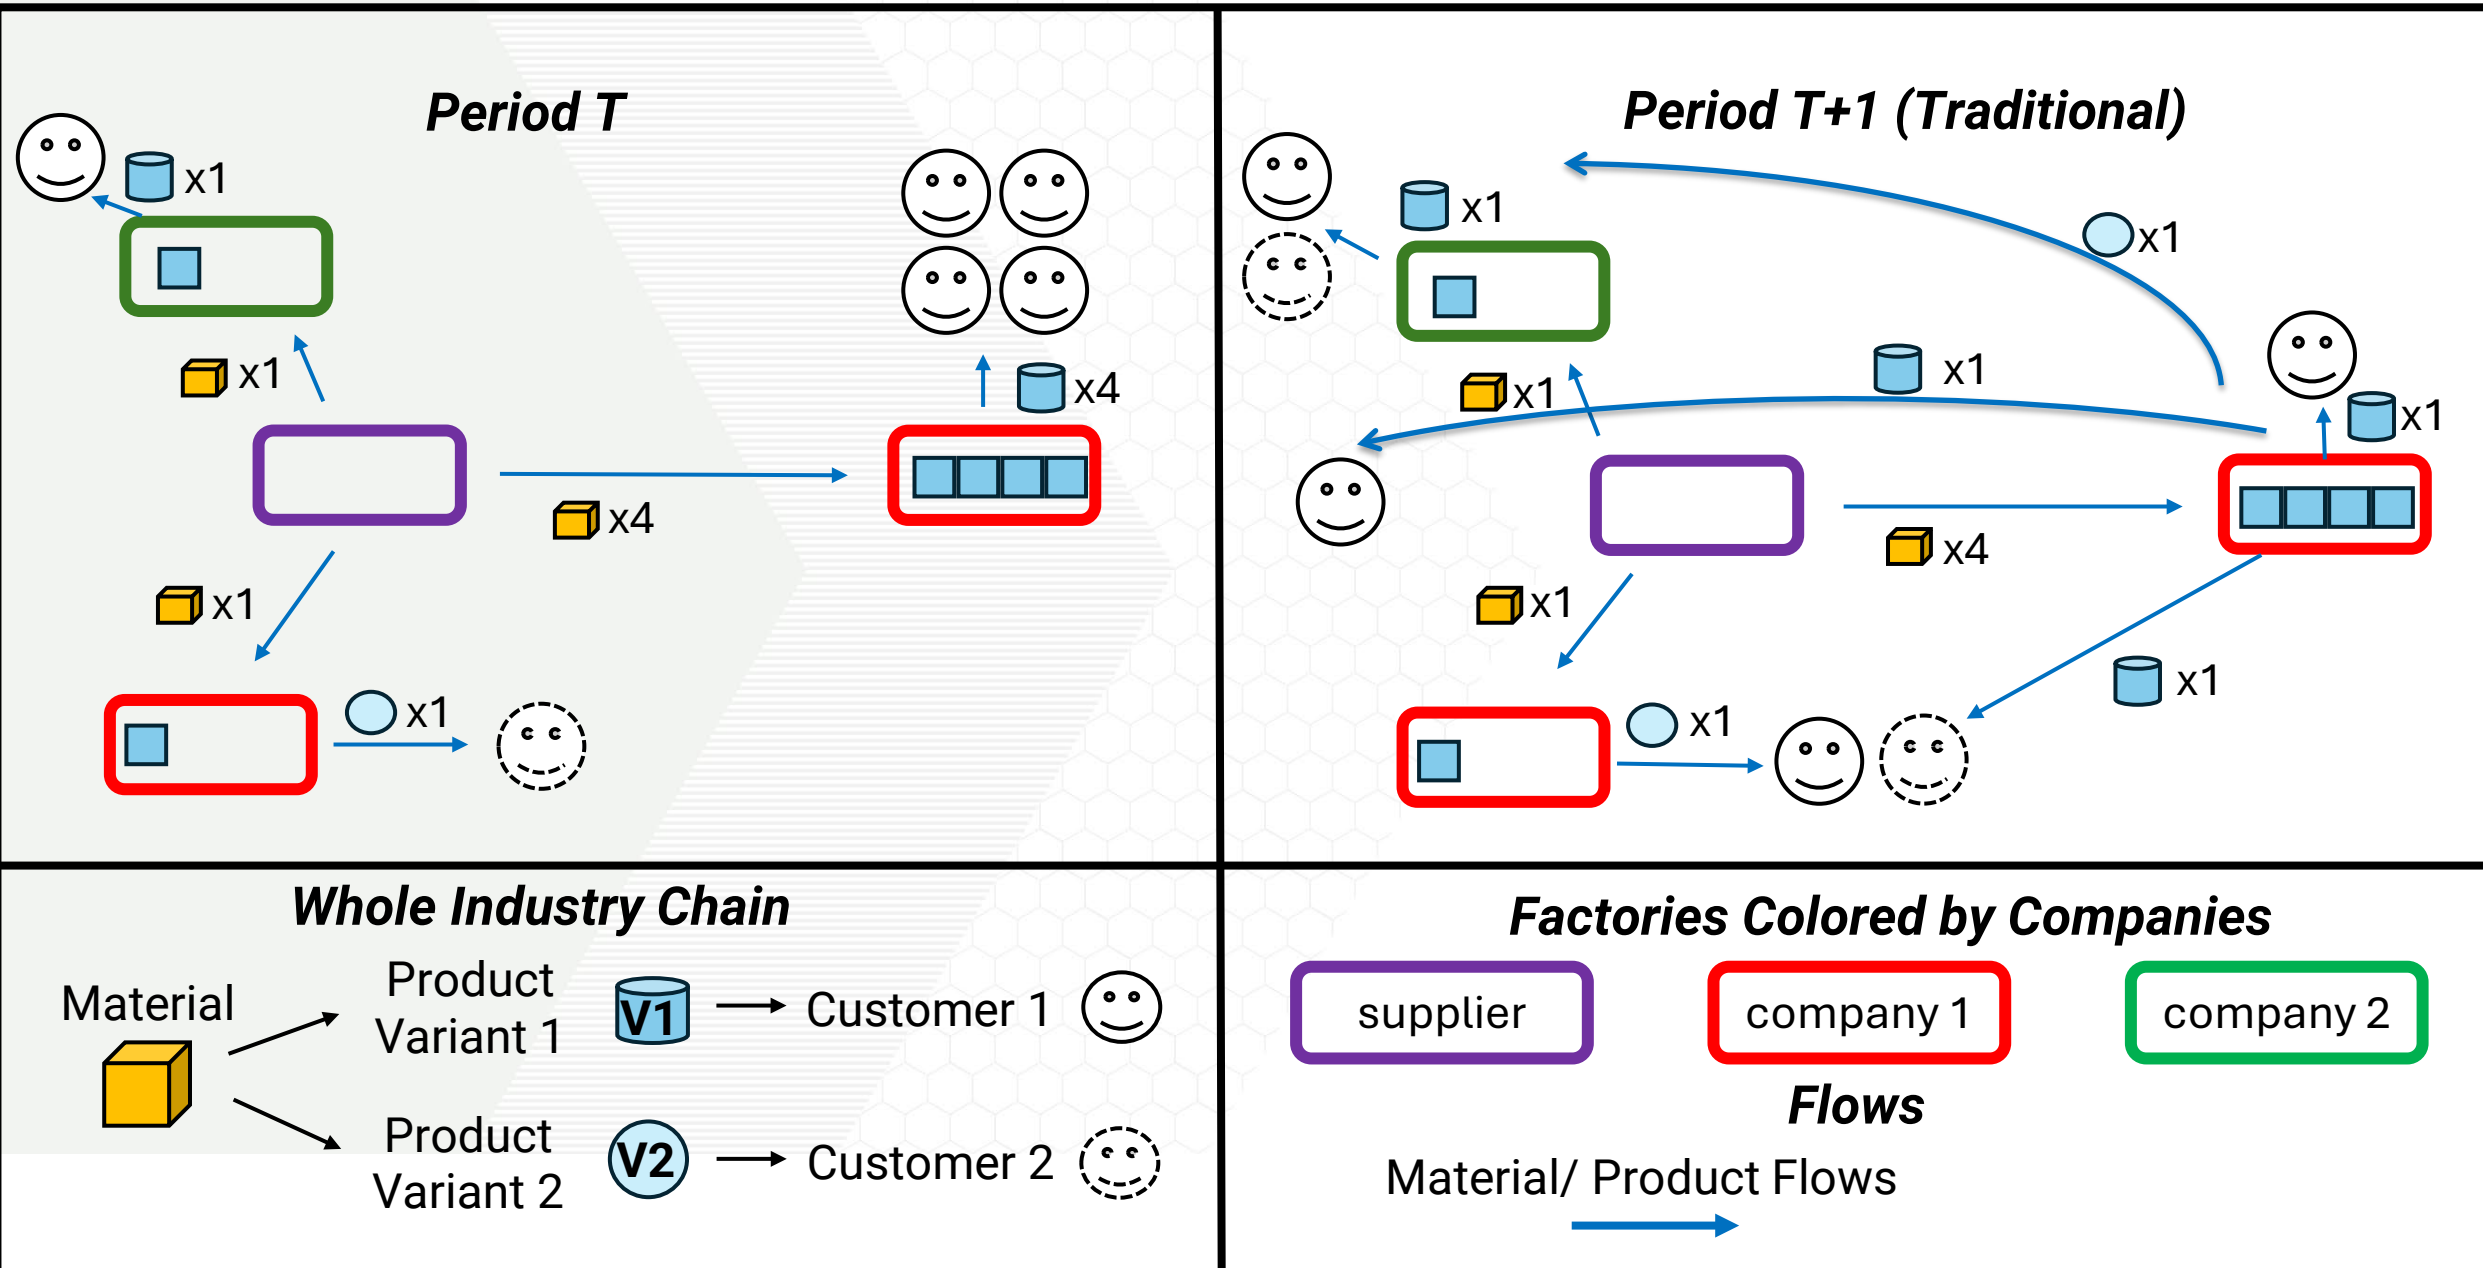 Period T
x1
x1
x4
x4
x1
x1
Period T+1 (Traditional)
x1
x1
x1
x1
x1
x4
x1
x1
x1
Whole Industry Chain
Material
Product
Variant 1
V1
Customer 1
Product
Variant 2
V2
Customer 2
Factories Colored by Companies
supplier
company 1
company 2
Flows
Material/ Product Flows